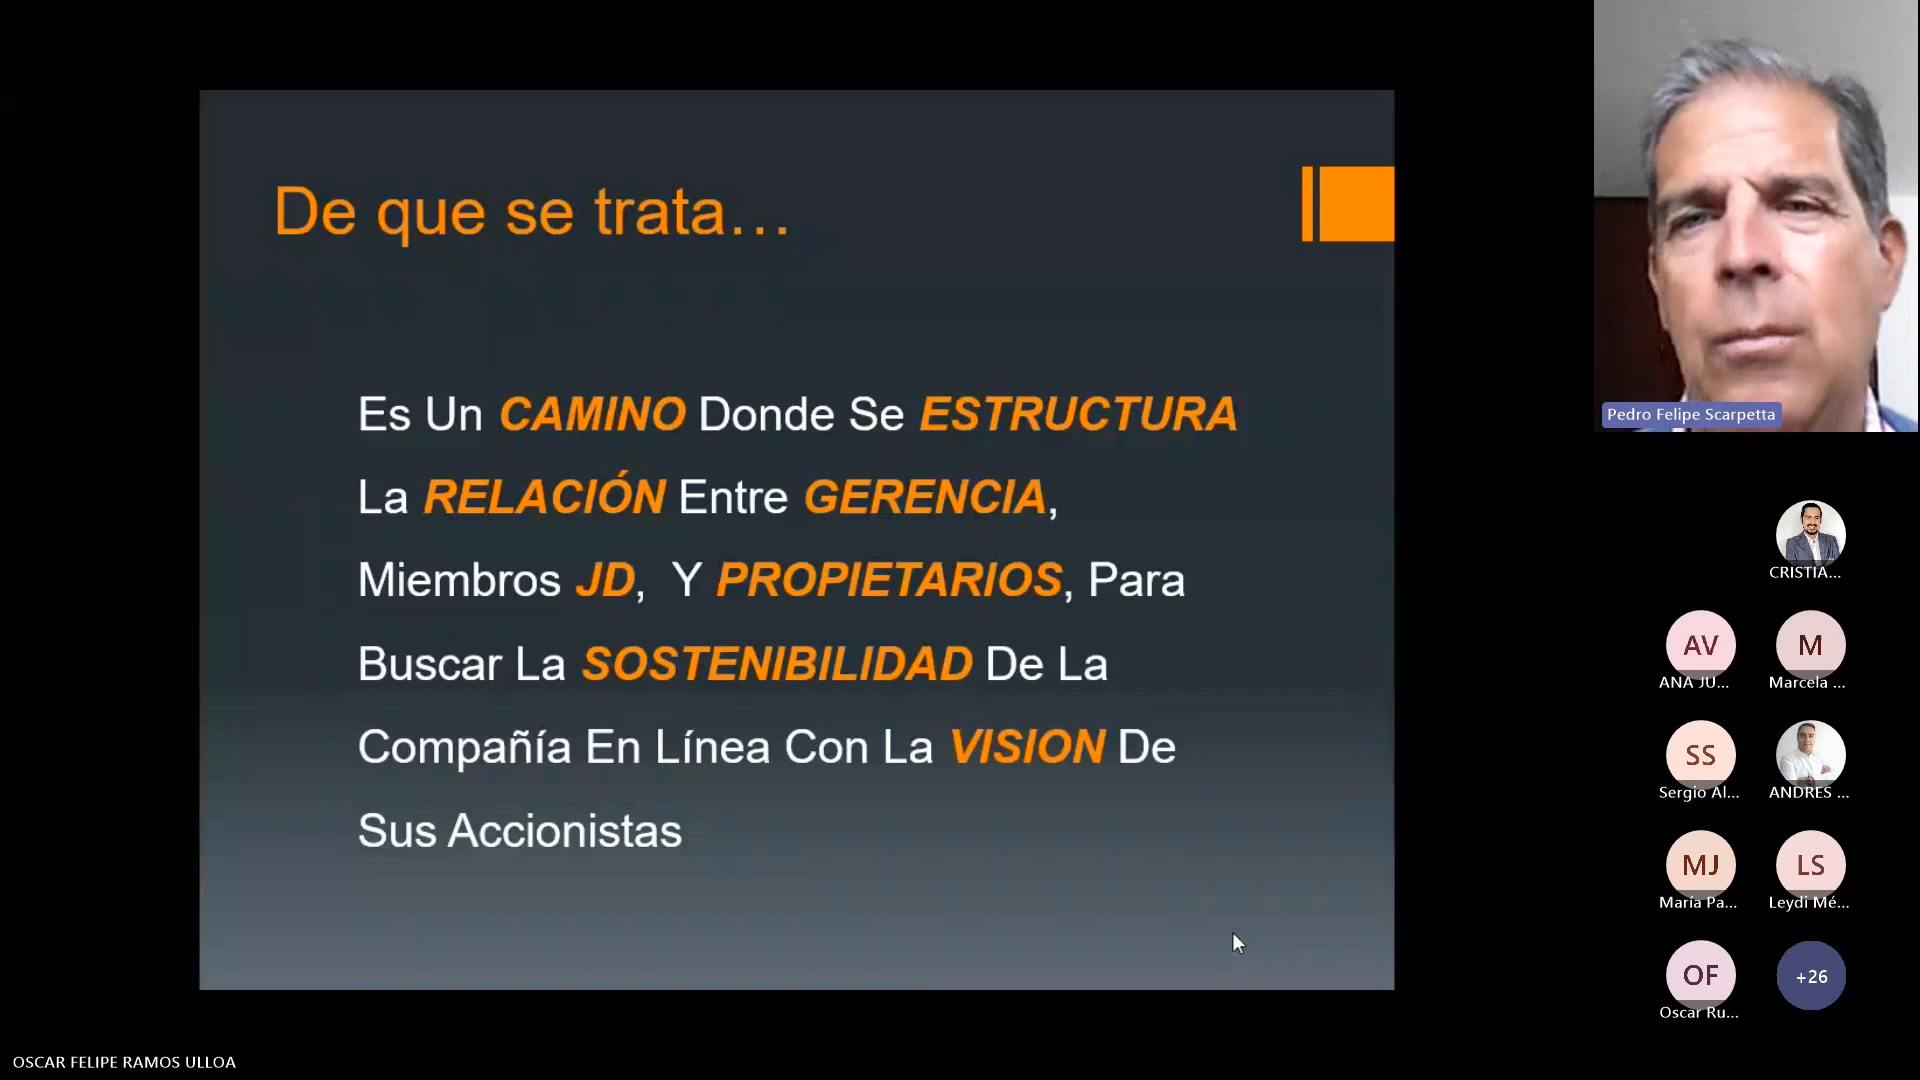 De que se trata...
Es Un CAMINO Donde Se ESTRUCTURA
La RELACIÓN Entre GERENCIA,
Miembros JD, Y PROPIETARIOS, Para
Buscar La SOSTENIBILIDAD De La
Compañía En Línea Con La VISION De
Sus Accionistas
Pedro Felipe Scarpetta
CRISTIA...
AV
ANA JU...
M
Marcela ...
SS
Sergio Al...
ANDRES ...
MJ
María Pa...
LS
Leydi Mé...
OF
Oscar Ru...
+26
OSCAR FELIPE RAMOS ULLOA